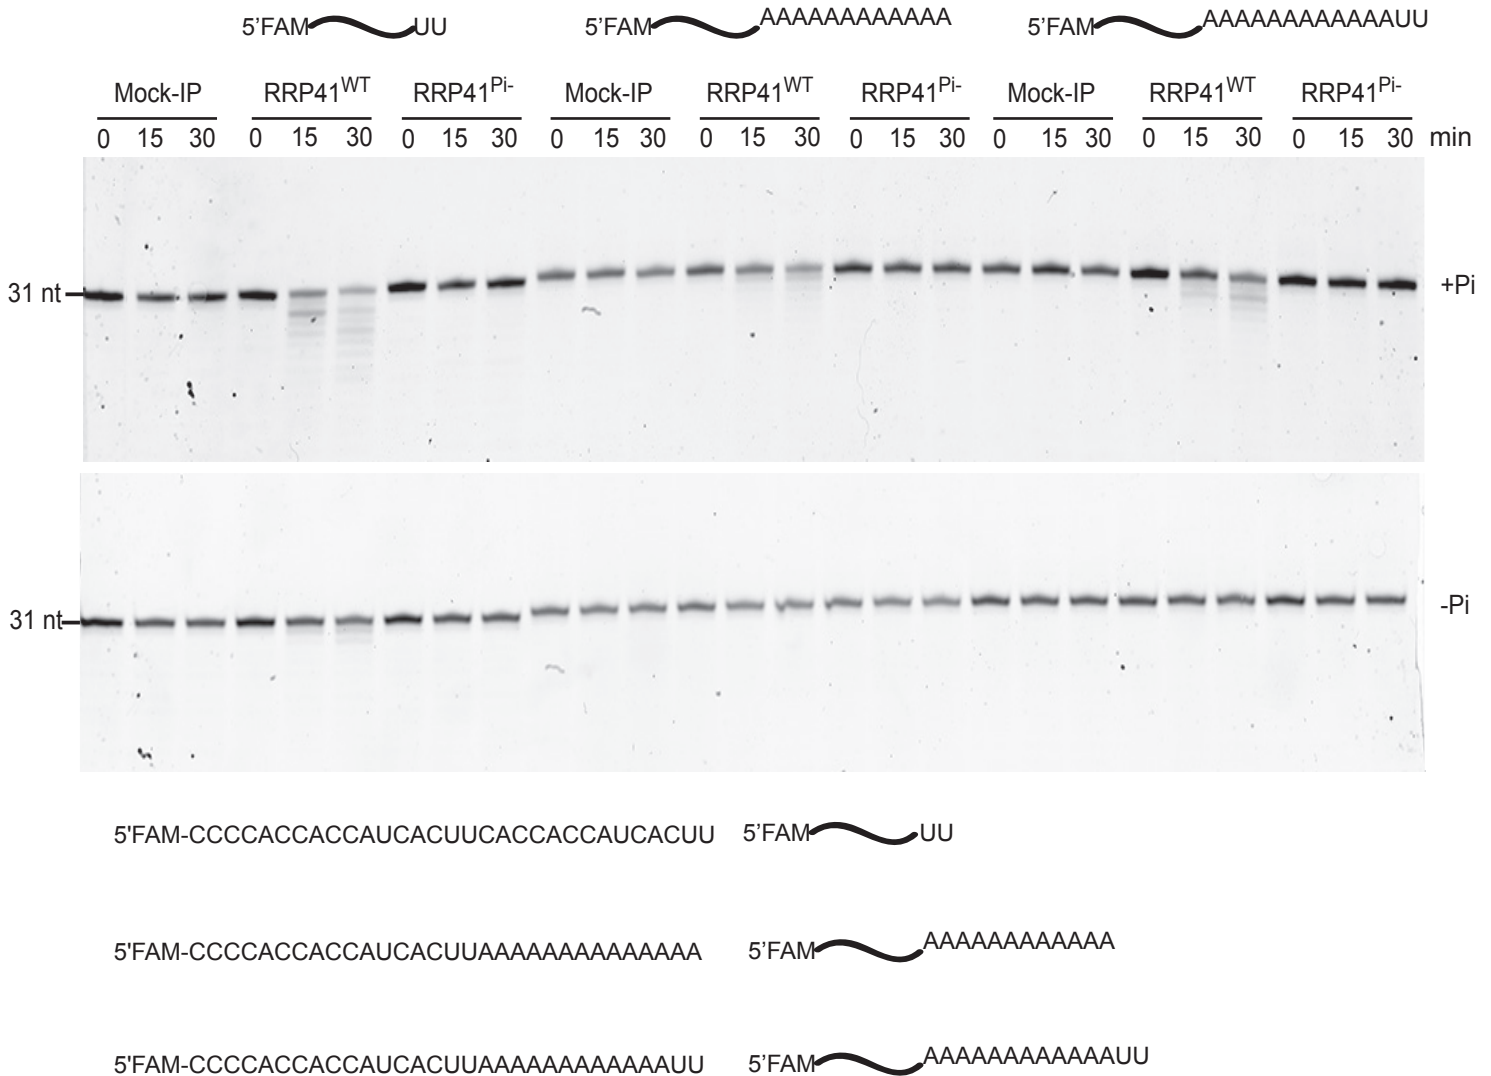 5'FAM UU 5'FAM AAAAAAAAAAAA 5'FAM AAAAAAAAAAAAUU
Mock-IP RRP41WT RRP41Pi- Mock-IP RRP41WT RRP41Pi- Mock-IP RRP41WT RRP41Pi-
0 15 30 0 15 30 0 15 30 0 15 30 0 15 30 0 15 30 0 15 30 0 15 30 0 15 30 min
31 nt +Pi
31 nt -Pi
5'FAM-CCCCACCACCAUCACUUCACCACCAUCACUU 5'FAM UU
5'FAM-CCCCACCACCAUCACUUAAAAAAAAAAAAAA 5'FAM AAAAAAAAAAAA
5'FAM-CCCCACCACCAUCACUUAAAAAAAAAAAAUU 5'FAM AAAAAAAAAAAAUU